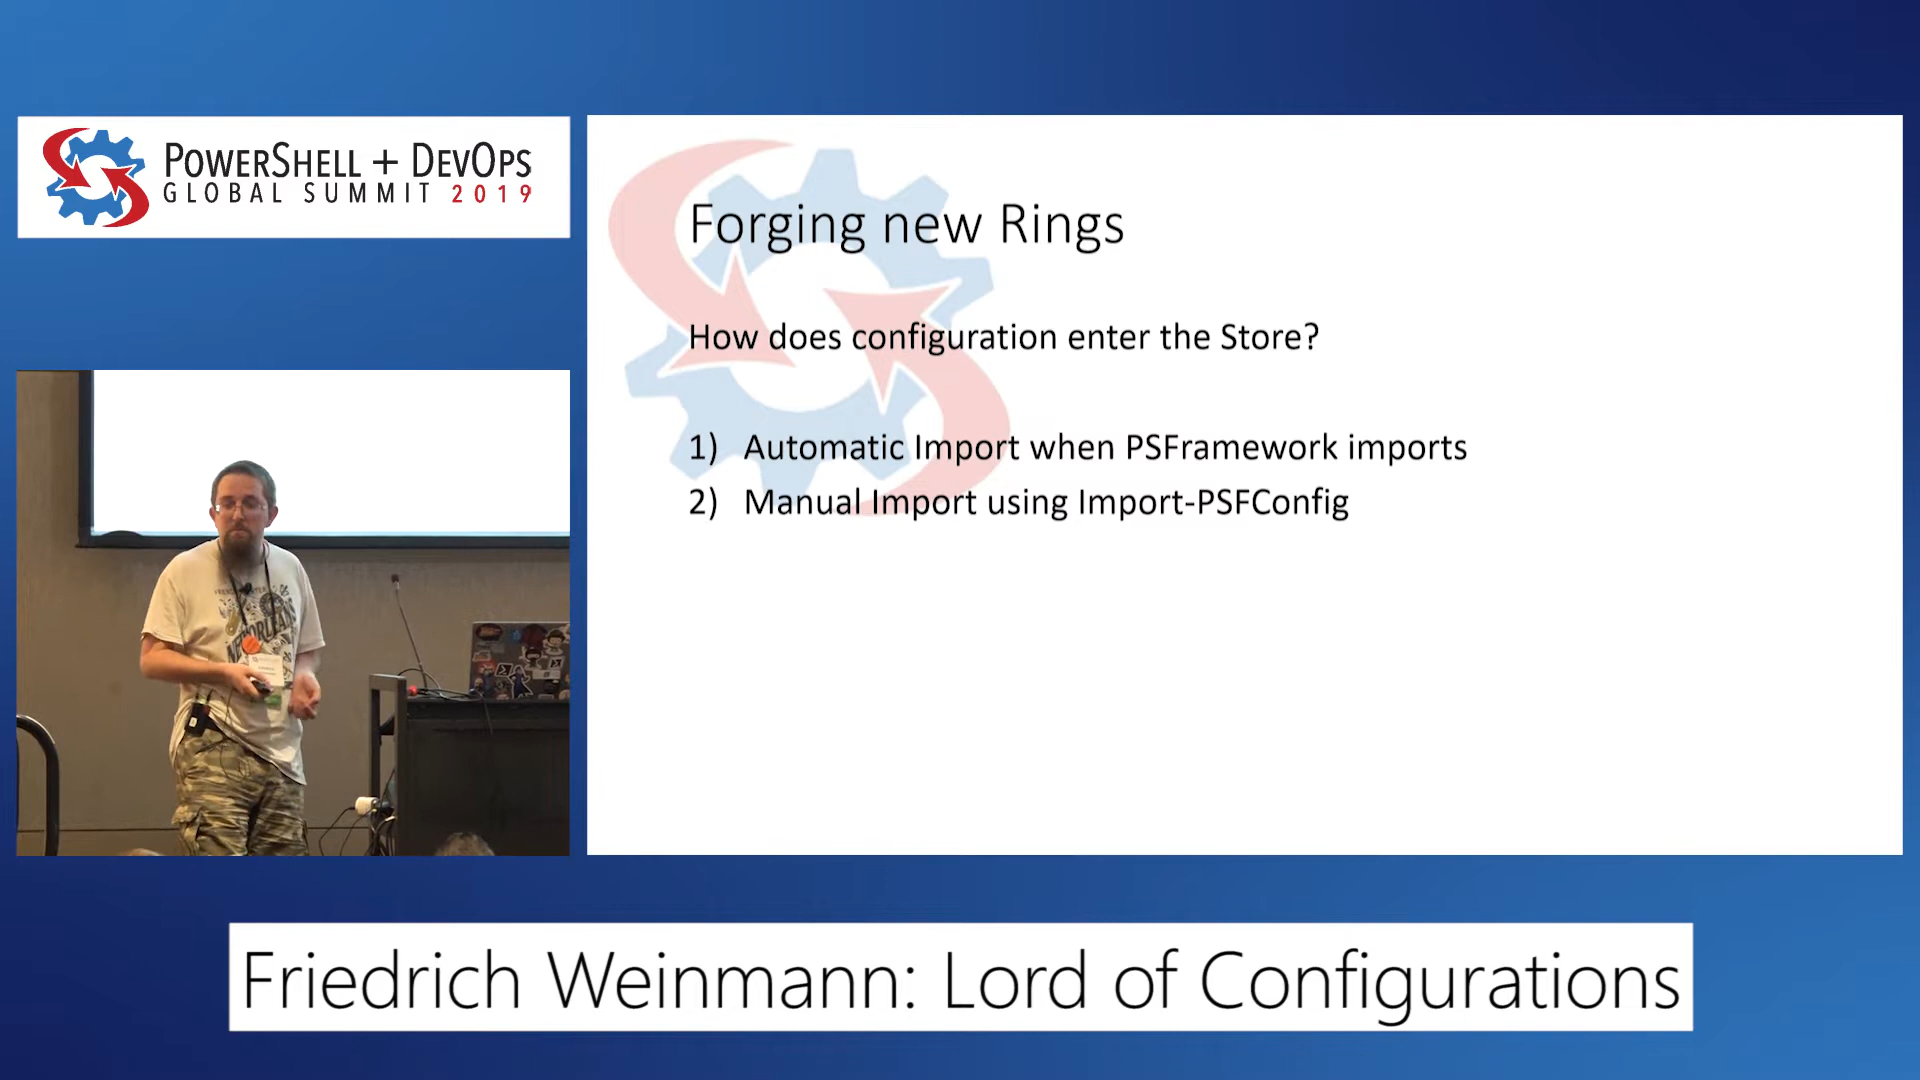 POWERSHELL + DEVOPS
GLOBAL SUMMIT 2019
Forging new Rings
How does configuration enter the Store?
1) Automatic Import when PSFramework imports
2) Manual Import using Import-PSFConfig
Friedrich Weinmann: Lord of Configurations